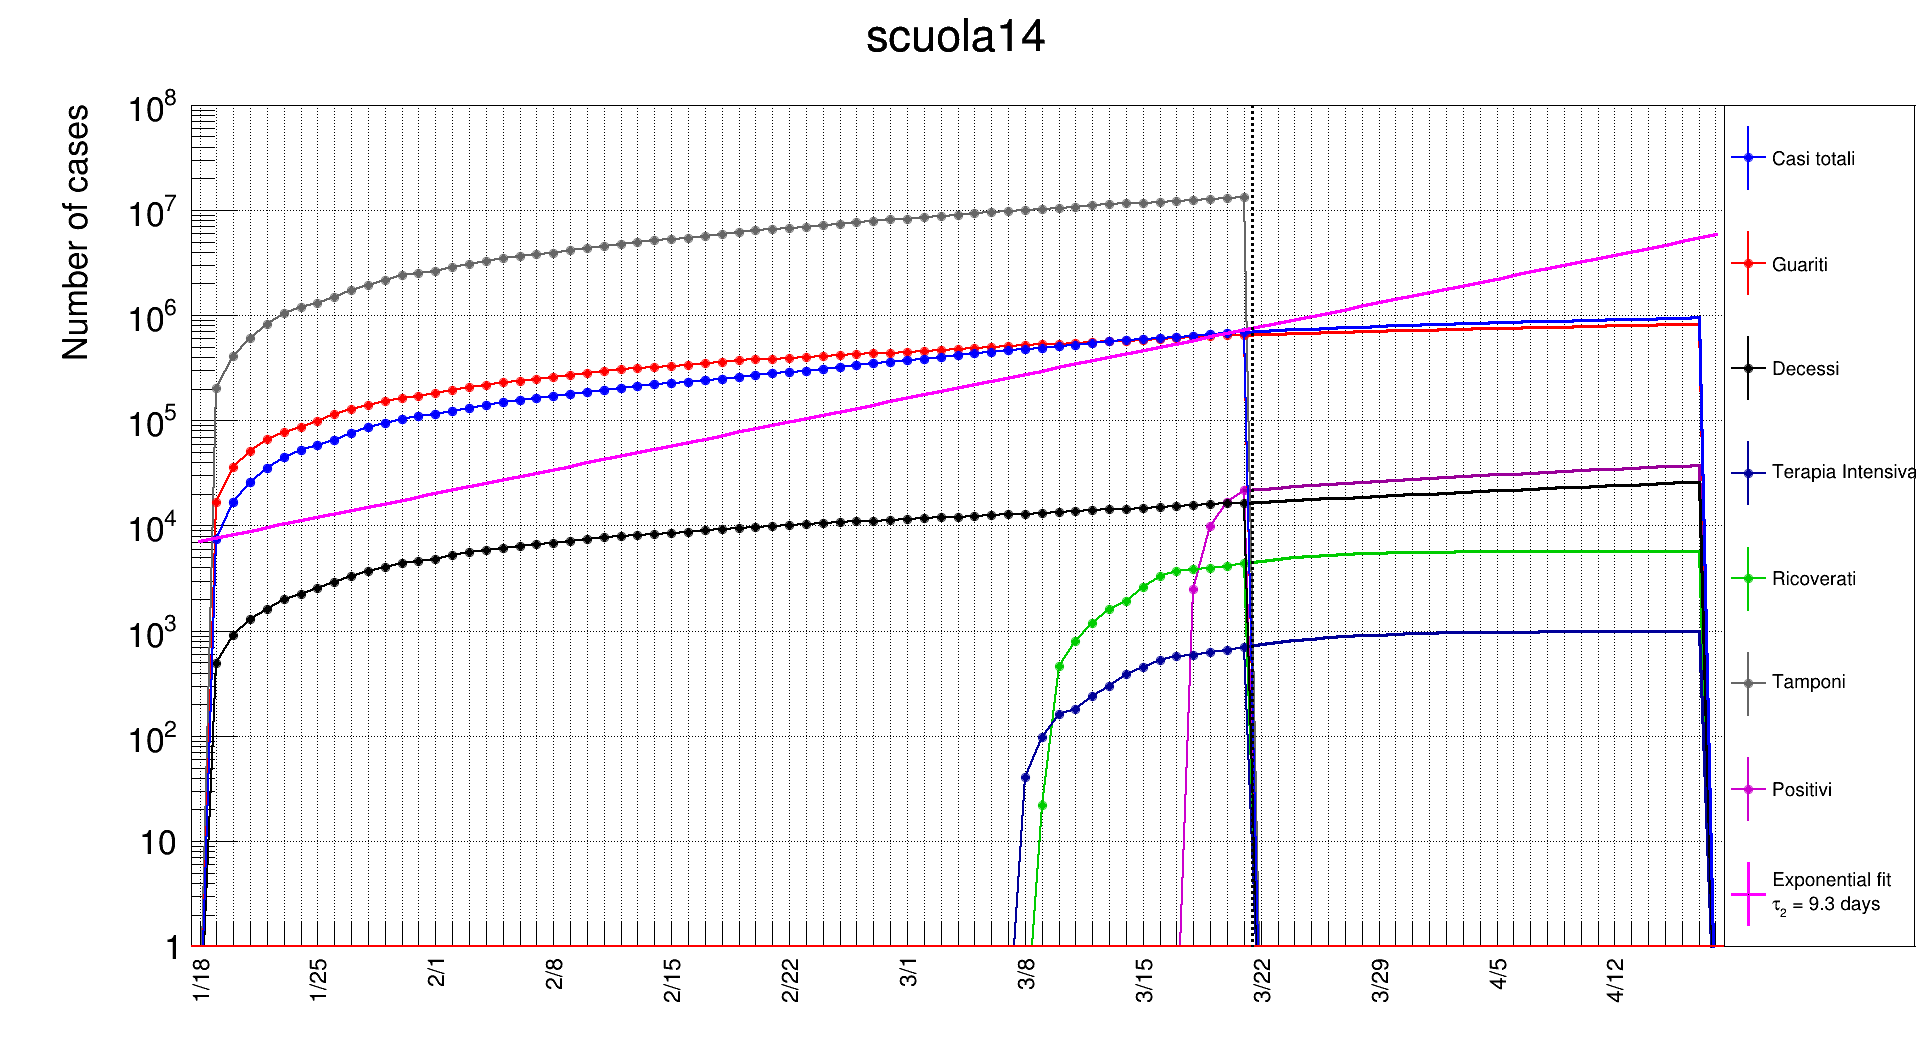 scuola14
Number of cases
10^8
10^7
10^6
10^5
10^4
10^3
10^2
10
1
1/18
1/25
2/1
2/8
2/15
2/22
3/1
3/8
3/15
3/22
3/29
4/5
4/12
Casi totali
Guariti
Decessi
Terapia Intensiva
Ricoverati
Tamponi
Positivi
Exponential fit
τ₂ = 9.3 days